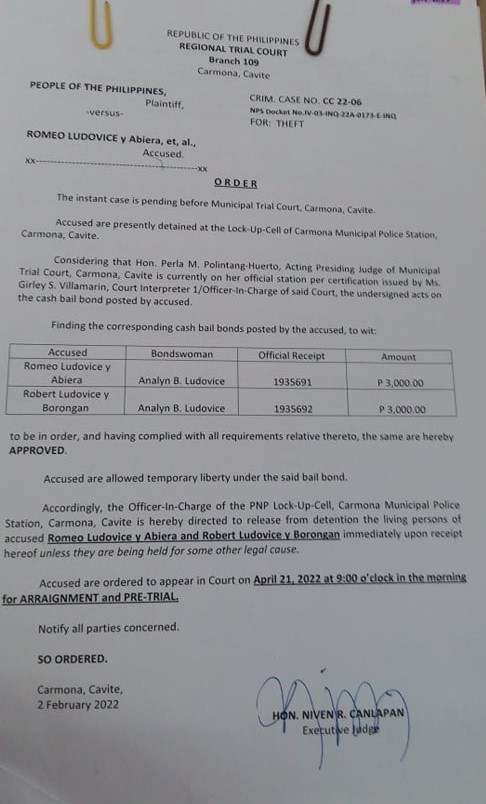 REPUBLIC OF THE PHILIPPINES
REGIONAL TRIAL COURT
Branch 109
Carmona, Cavite
PEOPLE OF THE PHILIPPINES,
Plaintiff,
-versus-
ROMEO LUDOVICE y Abiera, et, al.,
Accused.
xx--------------------------------------------xx
CRIM. CASE NO. CC 22-06
NPS Docket No.IV-03-INQ-22A-0173-E-INQ
FOR: THEFT
ORDER
The instant case is pending before Municipal Trial Court, Carmona, Cavite.
Accused are presently detained at the Lock-Up-Cell of Carmona Municipal Police Station,
Carmona, Cavite.
Considering that Hon. Perla M. Polintang-Huerto, Acting Presiding Judge of Municipal
Trial Court, Carmona, Cavite is currently on her official station per certification issued by Ms.
Girley S. Villamarin, Court Interpreter 1/Officer-In-Charge of said Court, the undersigned acts on
the cash bail bond posted by accused.
Finding the corresponding cash bail bonds posted by the accused, to wit:
Accused Bondswoman Official Receipt Amount
Romeo Ludovice y
Abiera Analyn B. Ludovice 1935691 P 3,000.00
Robert Ludovice y
Borongan Analyn B. Ludovice 1935692 P 3,000.00
to be in order, and having complied with all requirements relative thereto, the same are hereby
APPROVED.
Accused are allowed temporary liberty under the said bail bond.
Accordingly, the Officer-In-Charge of the PNP Lock-Up-Cell, Carmona Municipal Police
Station, Carmona, Cavite is hereby directed to release from detention the living persons of
accused Romeo Ludovice y Abiera and Robert Ludovice y Borongan immediately upon receipt
hereof unless they are being held for some other legal cause.
Accused are ordered to appear in Court on April 21, 2022 at 9:00 o'clock in the morning
for ARRAIGNMENT and PRE-TRIAL.
Notify all parties concerned.
SO ORDERED.
Carmona, Cavite,
2 February 2022
HON. NIVEN R. CANLAPAN
Executive Judge